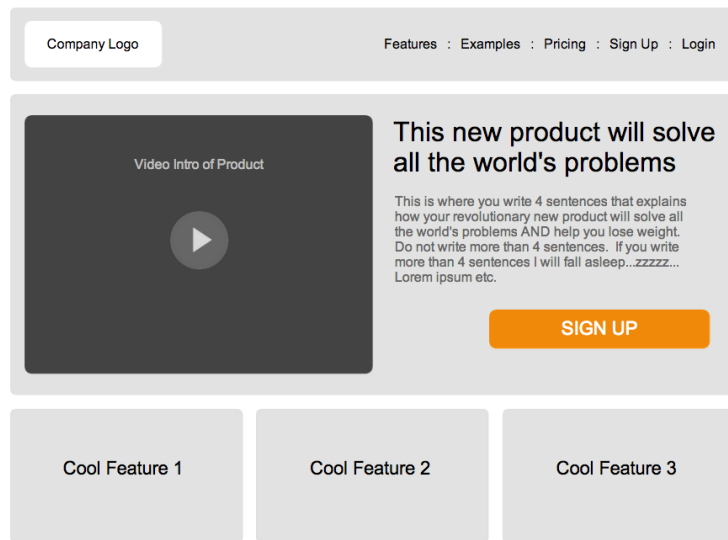 Company Logo
Features : Examples : Pricing : Sign Up : Login
Video Intro of Product
This new product will solve
all the world's problems
This is where you write 4 sentences that explains
how your revolutionary new product will solve all
the world's problems AND help you lose weight.
Do not write more than 4 sentences. If you write
more than 4 sentences I will fall asleep...zzzzz...
Lorem ipsum etc.
SIGN UP
Cool Feature 1
Cool Feature 2
Cool Feature 3